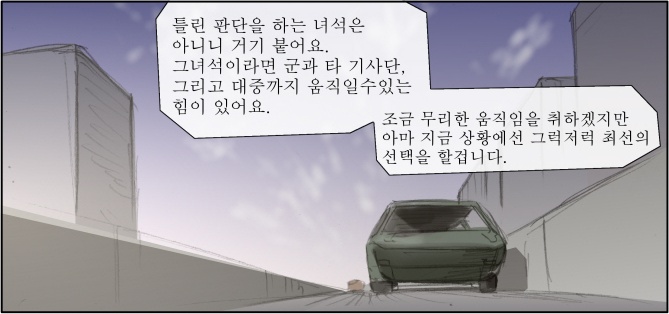 틀린 판단을 하는 녀석은
아니니 거기 붙어요.
그녀석이라면 군과 타 기사단,
그리고 대중까지 움직일수있는
힘이 있어요.
조금 무리한 움직임을 취하겠지만
아마 지금 상황에선 그럭저럭 최선의
선택을 할겁니다.